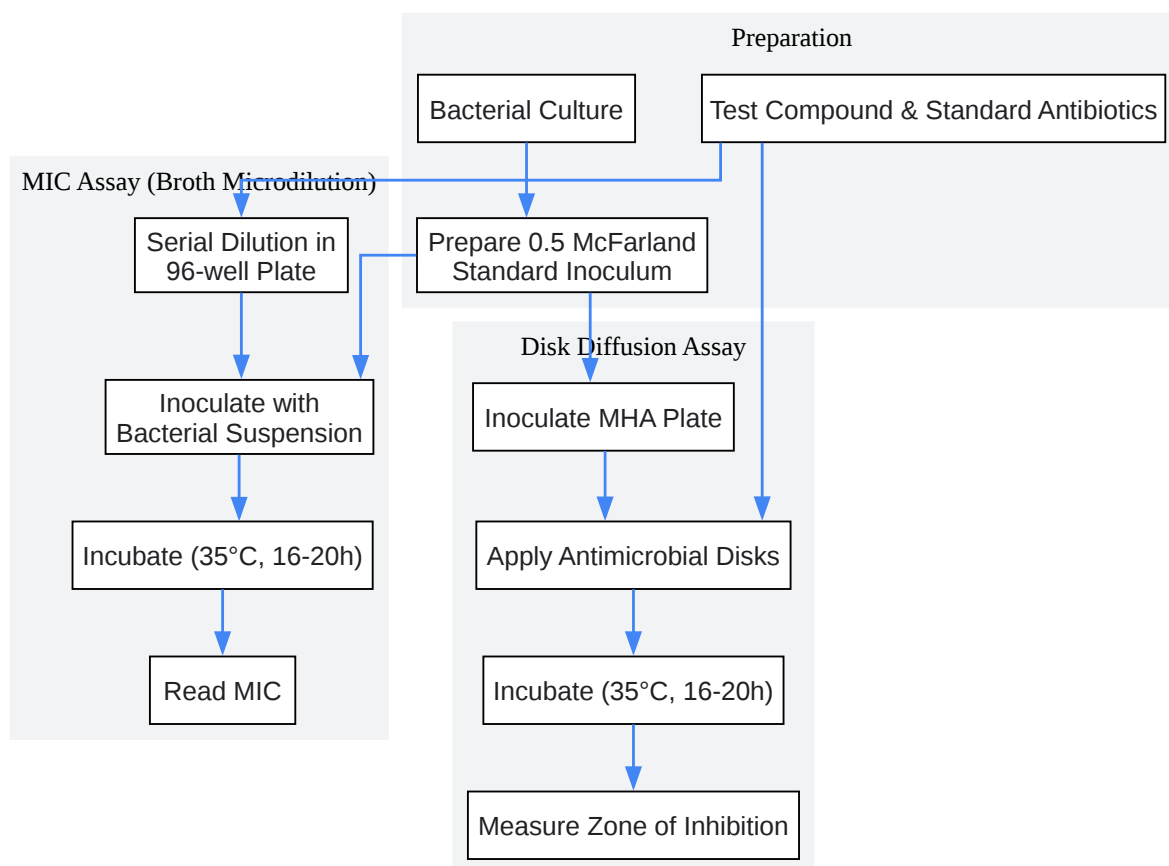 Preparation
Bacterial Culture
Test Compound & Standard Antibiotics
MIC Assay (Broth Microdilution)
Serial Dilution in
96-well Plate
Prepare 0.5 McFarland
Standard Inoculum
Disk Diffusion Assay
Inoculate with
Bacterial Suspension
Inoculate MHA Plate
Incubate (35°C, 16-20h)
Apply Antimicrobial Disks
Read MIC
Incubate (35°C, 16-20h)
Measure Zone of Inhibition